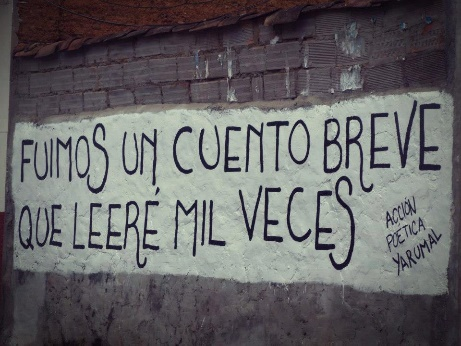 FUIMOS UN CUENTO BREVE
QUE LEERÉ MIL VECES
ACCIÓN
POÉTICA
YARUMAL